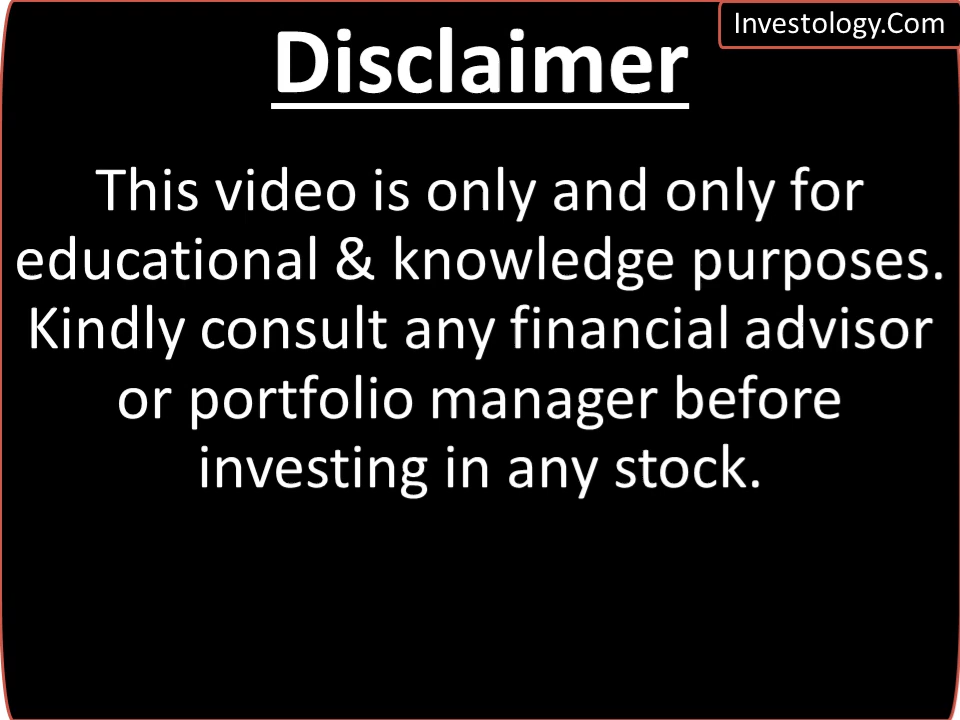 Investology.Com
Disclaimer
This video is only and only for
educational & knowledge purposes.
Kindly consult any financial advisor
or portfolio manager before
investing in any stock.